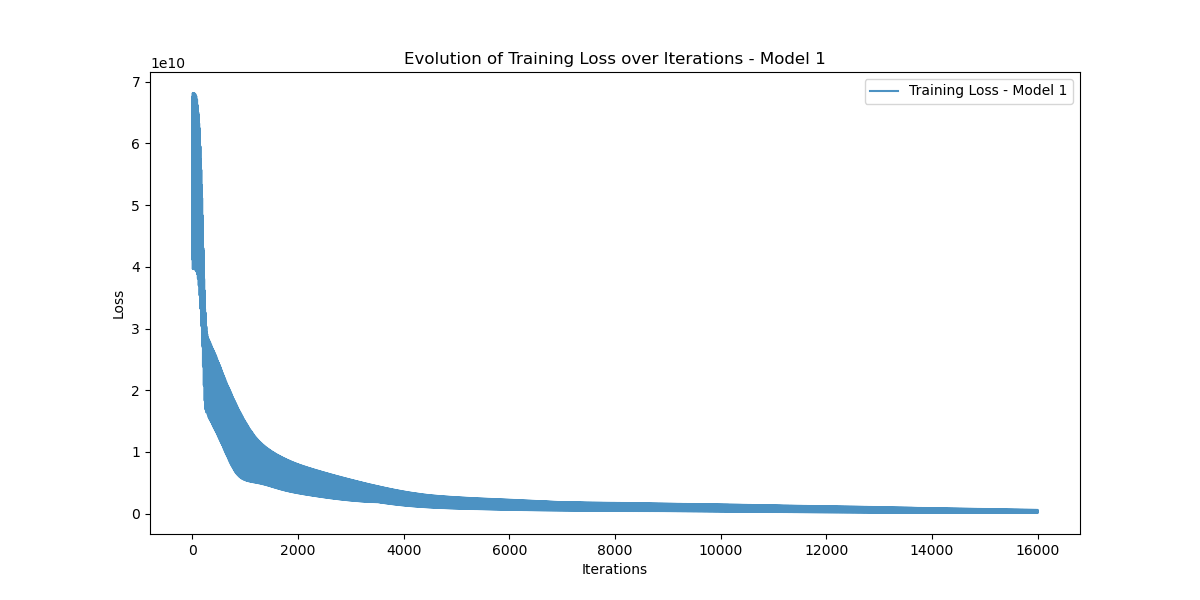 Evolution of Training Loss over Iterations - Model 1
1e10
Training Loss - Model 1
7
6
5
4
3
2
1
0
Loss
0 2000 4000 6000 8000 10000 12000 14000 16000
Iterations